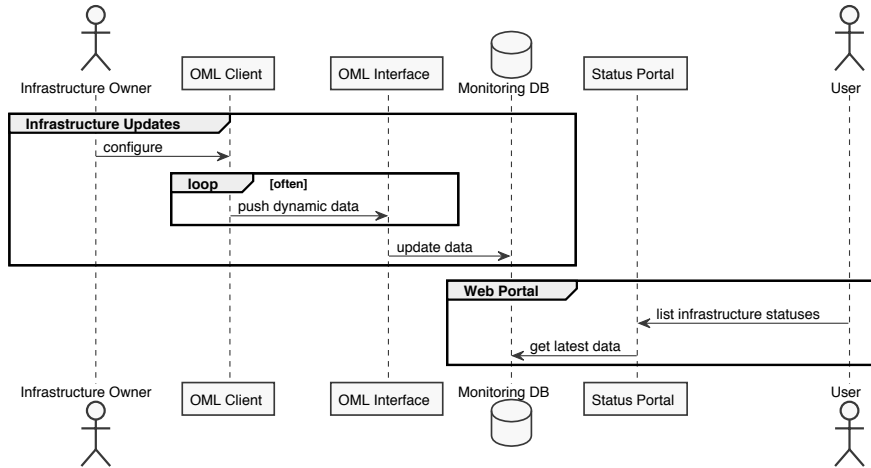 Infrastructure Owner
OML Client
OML Interface
Monitoring DB
Status Portal
User
Infrastructure Updates
configure
loop
[often]
push dynamic data
update data
Web Portal
list infrastructure statuses
get latest data
Infrastructure Owner
OML Client
OML Interface
Monitoring DB
Status Portal
User